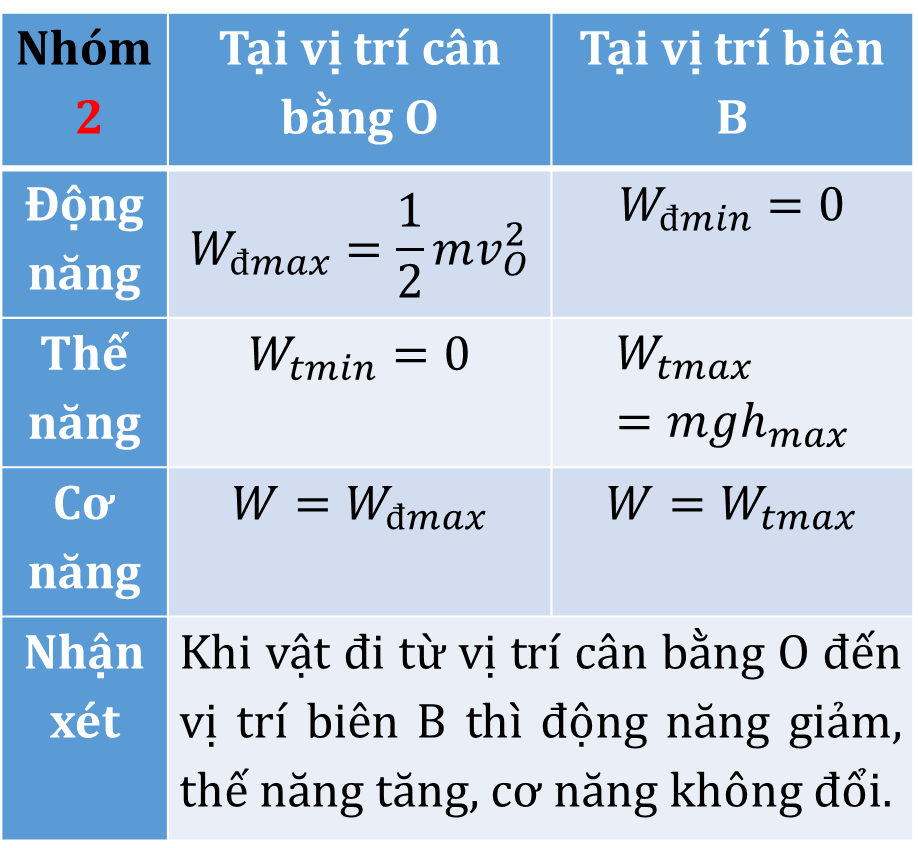 Nhóm
2
Tại vị trí cân
bằng O
Tại vị trí biên
B
Động
năng
W_{đmax} = \frac{1}{2}mv_O^2
W_{đmin} = 0
Thế
năng
W_{tmin} = 0
W_{tmax}
= mgh_{max}
Cơ
năng
W = W_{đmax}
W = W_{tmax}
Nhận
xét
Khi vật đi từ vị trí cân bằng O đến
vị trí biên B thì động năng giảm,
thế năng tăng, cơ năng không đổi.